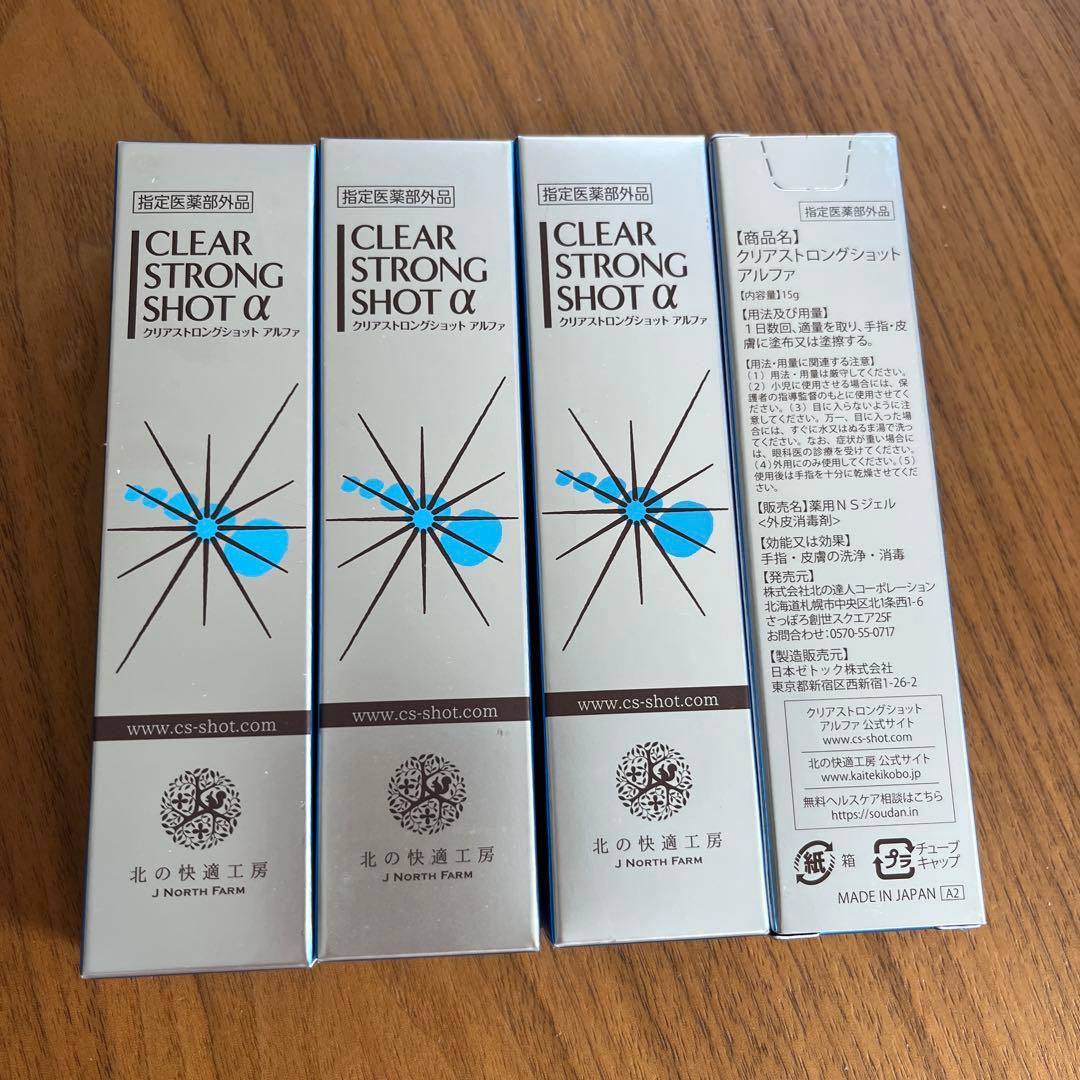 指定医薬部外品
CLEAR
STRONG
SHOT α
クリアストロングショット アルファ
www.cs-shot.com
北の快適工房
J NORTH FARM
指定医薬部外品
CLEAR
STRONG
SHOT α
クリアストロングショット アルファ
www.cs-shot.com
北の快適工房
J NORTH FARM
指定医薬部外品
CLEAR
STRONG
SHOT α
クリアストロングショット アルファ
www.cs-shot.com
北の快適工房
J NORTH FARM
指定医薬部外品
【商品名】
クリアストロングショット
アルファ
【内容量】15g
【用法及び用量】
1日数回、適量を取り、手指・皮
膚に塗布又は塗擦する。
【用法・用量に関連する注意】
(1)用法・用量は厳守してください。
(2)小児に使用させる場合には、保
護者の指導監督のもとに使用させてく
ださい。(3)目に入らないように注
意してください。万一、目に入った場
合には、すぐに水又はぬるま湯で洗っ
てください。なお、症状が重い場合に
は、眼科医の診療を受けてください。
(4)外用にのみ使用してください。(5)
使用後は手指を十分に乾燥させてくだ
さい。
【販売名】薬用NSジェル
<外皮消毒剤>
【効能又は効果】
手指・皮膚の洗浄・消毒
【発売元】
株式会社北の達人コーポレーション
北海道札幌市中央区北1条西1-6
さっぽろ創世スクエア25F
お問合わせ:0570-55-0717
【製造販売元】
日本ゼトック株式会社
東京都新宿区西新宿1-26-2
クリアストロングショット
アルファ 公式サイト
www.cs-shot.com
北の快適工房 公式サイト
www.kaitekikobo.jp
無料ヘルスケア相談はこちら
https://soudan.in
紙 箱 プラ チューブ
キャップ
MADE IN JAPAN A2